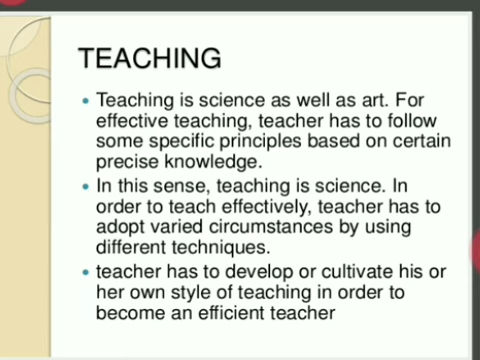 TEACHING
• Teaching is science as well as art. For
effective teaching, teacher has to follow
some specific principles based on certain
precise knowledge.
• In this sense, teaching is science. In
order to teach effectively, teacher has to
adopt varied circumstances by using
different techniques.
• teacher has to develop or cultivate his or
her own style of teaching in order to
become an efficient teacher